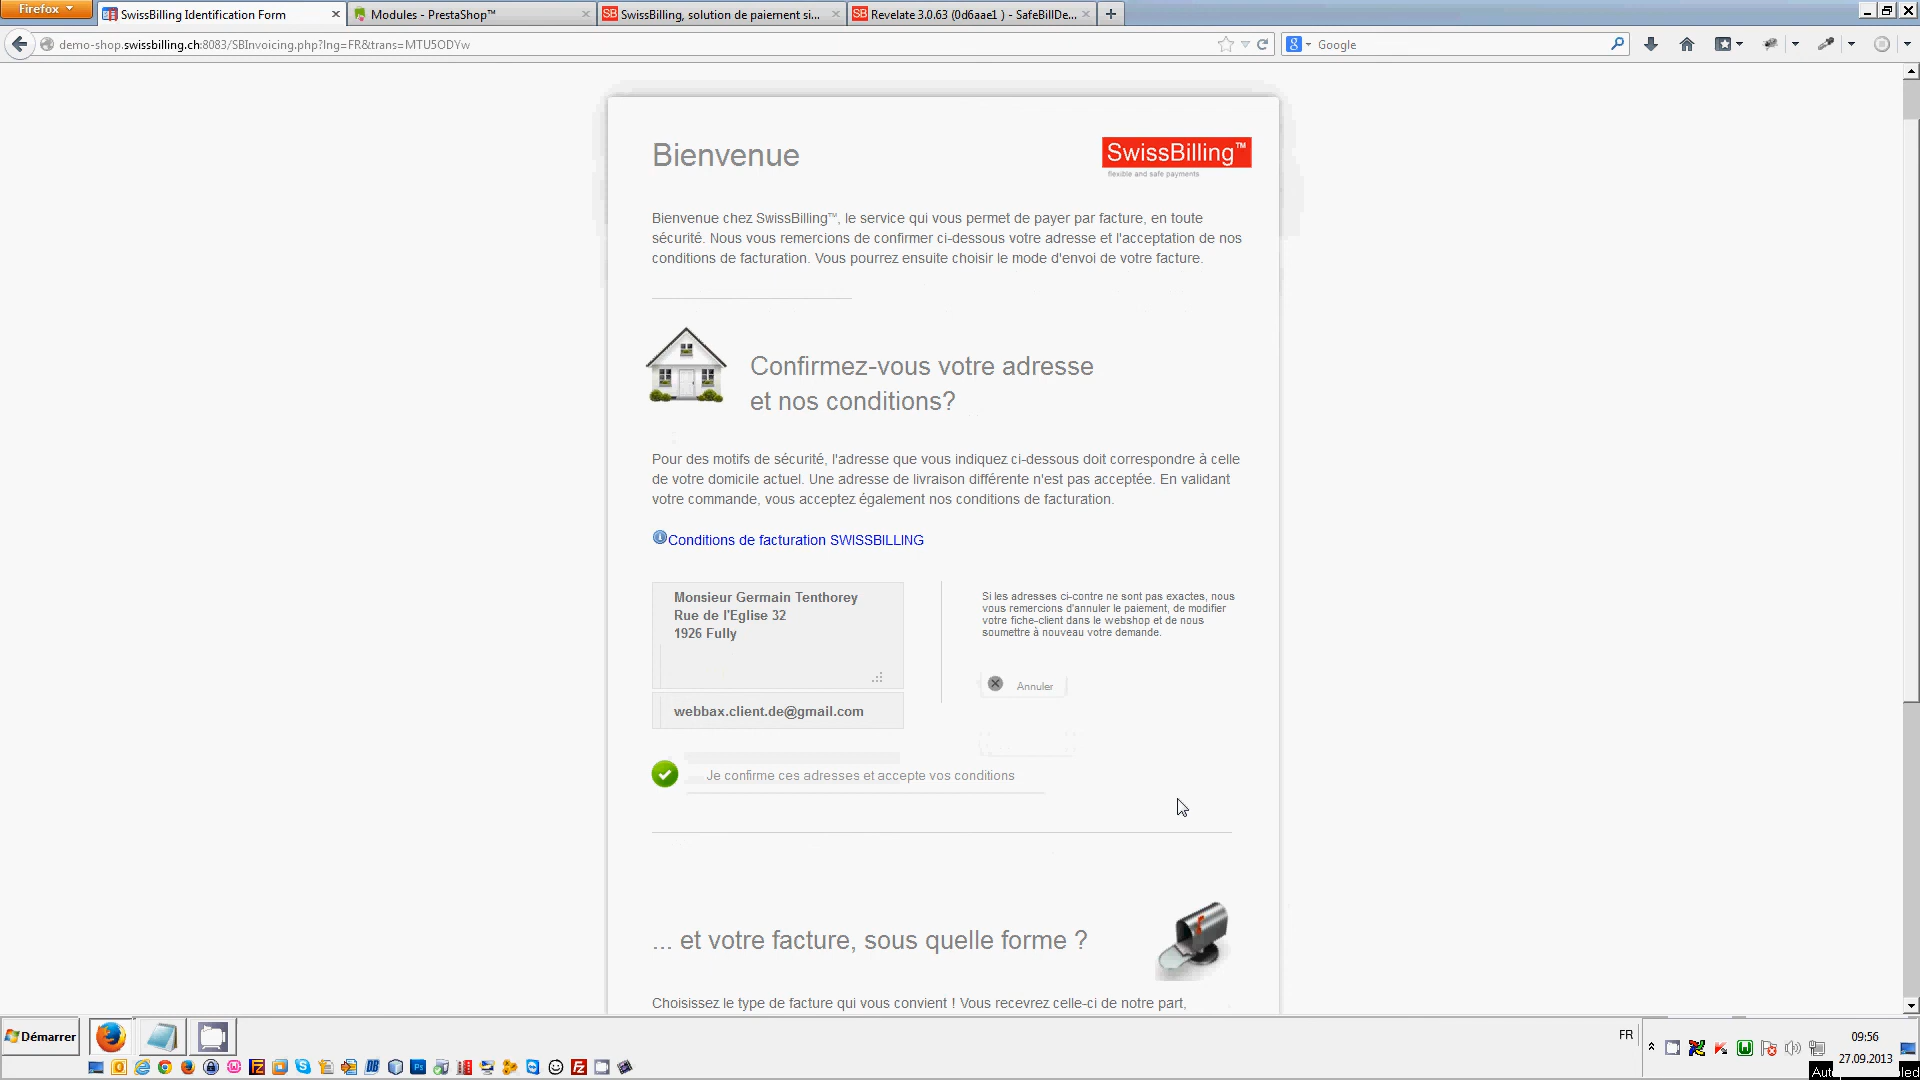 Firefox
SwissBilling Identification Form
Modules - PrestaShop™
SwissBilling, solution de paiement si...
Revelate 3.0.63 (0d6aae1 ) - SafeBillDe...
demo-shop.swissbilling.ch:8083/SBInvoicing.php?lng=FR&trans=MTU5ODYw
Google
Bienvenue
SwissBilling™
flexible and safe payments
Bienvenue chez SwissBilling™, le service qui vous permet de payer par facture, en toute
sécurité. Nous vous remercions de confirmer ci-dessous votre adresse et l'acceptation de nos
conditions de facturation. Vous pourrez ensuite choisir le mode d'envoi de votre facture.
Confirmez-vous votre adresse
et nos conditions?
Pour des motifs de sécurité, l'adresse que vous indiquez ci-dessous doit correspondre à celle
de votre domicile actuel. Une adresse de livraison différente n'est pas acceptée. En validant
votre commande, vous acceptez également nos conditions de facturation.
Conditions de facturation SWISSBILLING
Monsieur Germain Tenthorey
Rue de l'Eglise 32
1926 Fully
webbax.client.de@gmail.com
Si les adresses ci-contre ne sont pas exactes, nous
vous remercions d'annuler le paiement, de modifier
votre fiche-client dans le webshop et de nous
soumettre à nouveau votre demande.
Annuler
Je confirme ces adresses et accepte vos conditions
... et votre facture, sous quelle forme ?
Choisissez le type de facture qui vous convient ! Vous recevrez celle-ci de notre part,
Démarrer
FR
09:56
27.09.2013